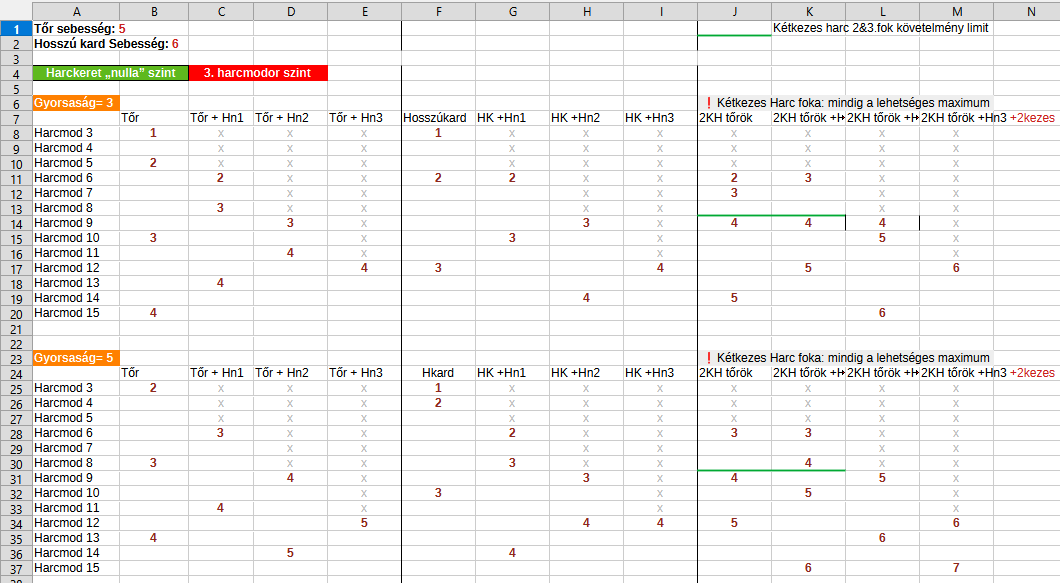 A B C D E F G H I J K L M N
1 Tőr sebesség: 5 Kétkezes harc 2&3.fok követelmény limit
2 Hosszú kard Sebesség: 6
3
4 Harckeret „nulla” szint 3. harcmodor szint
5
6 Gyorsaság= 3 ❗ Kétkezes Harc foka: mindig a lehetséges maximum
7 Tőr Tőr + Hn1 Tőr + Hn2 Tőr + Hn3 Hosszúkard HK +Hn1 HK +Hn2 HK +Hn3 2KH tőrök 2KH tőrök +H 2KH tőrök +H 2KH tőrök +Hn3 +2kezes
8 Harcmod 3 1 x x x 1 x x x x x x x
9 Harcmod 4 x x x x x x x x x x
10 Harcmod 5 2 x x x x x x x x x x
11 Harcmod 6 2 x x 2 2 x x 2 3 x x
12 Harcmod 7 x x x x 3 x x
13 Harcmod 8 3 x x x x x x
14 Harcmod 9 3 x 3 x 4 4 4 x
15 Harcmod 10 3 x 3 x 5 x
16 Harcmod 11 4 x x x
17 Harcmod 12 4 3 4 5 6
18 Harcmod 13 4
19 Harcmod 14 4 5
20 Harcmod 15 4 6
21
22
23 Gyorsaság= 5 ❗ Kétkezes Harc foka: mindig a lehetséges maximum
24 Tőr Tőr + Hn1 Tőr + Hn2 Tőr + Hn3 Hkard HK +Hn1 HK +Hn2 HK +Hn3 2KH tőrök 2KH tőrök +H 2KH tőrök +H 2KH tőrök +Hn3 +2kezes
25 Harcmod 3 2 x x x 1 x x x x x x x
26 Harcmod 4 x x x 2 x x x x x x x
27 Harcmod 5 x x x x x x x x x x
28 Harcmod 6 3 x x 2 x x 3 3 x x
29 Harcmod 7 x x x x x x
30 Harcmod 8 3 x x 3 x x 4 x x
31 Harcmod 9 4 x 3 x 4 5 x
32 Harcmod 10 x 3 x 5 x
33 Harcmod 11 4 x x x
34 Harcmod 12 5 4 4 5 6
35 Harcmod 13 4 6
36 Harcmod 14 5 4
37 Harcmod 15 6 7